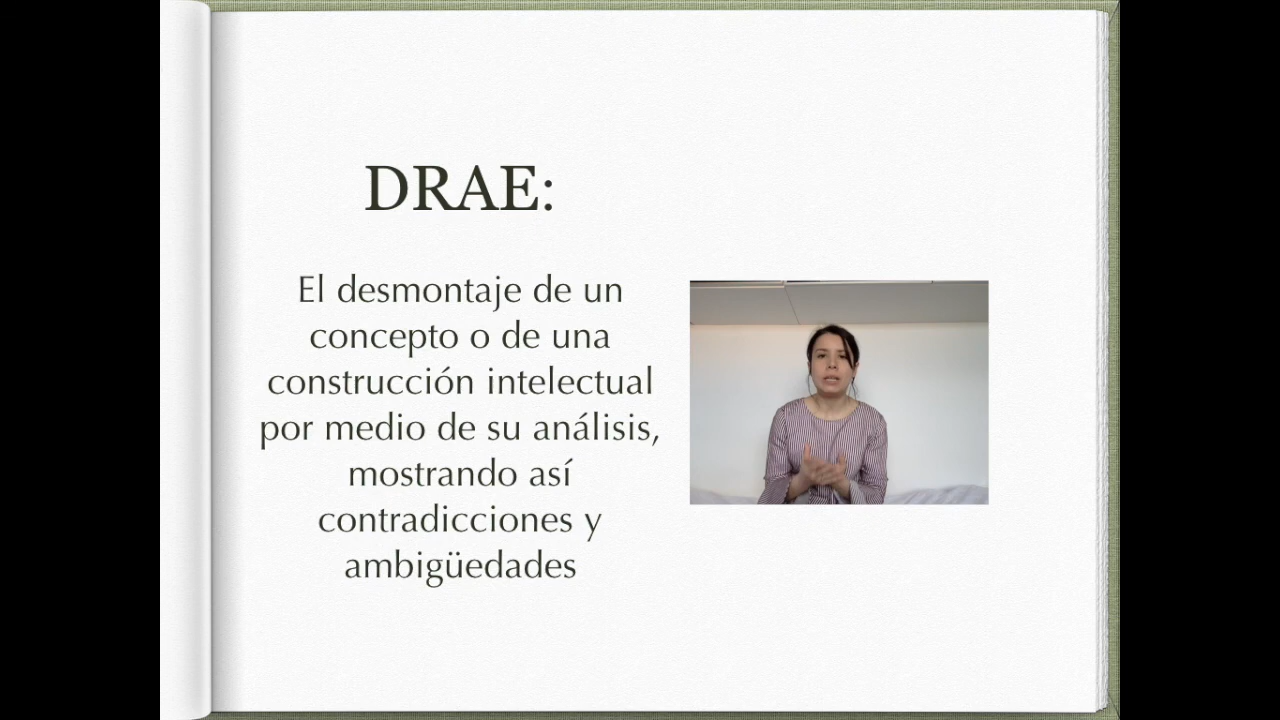 DRAE:
El desmontaje de un
concepto o de una
construcción intelectual
por medio de su análisis,
mostrando así
contradicciones y
ambigüedades